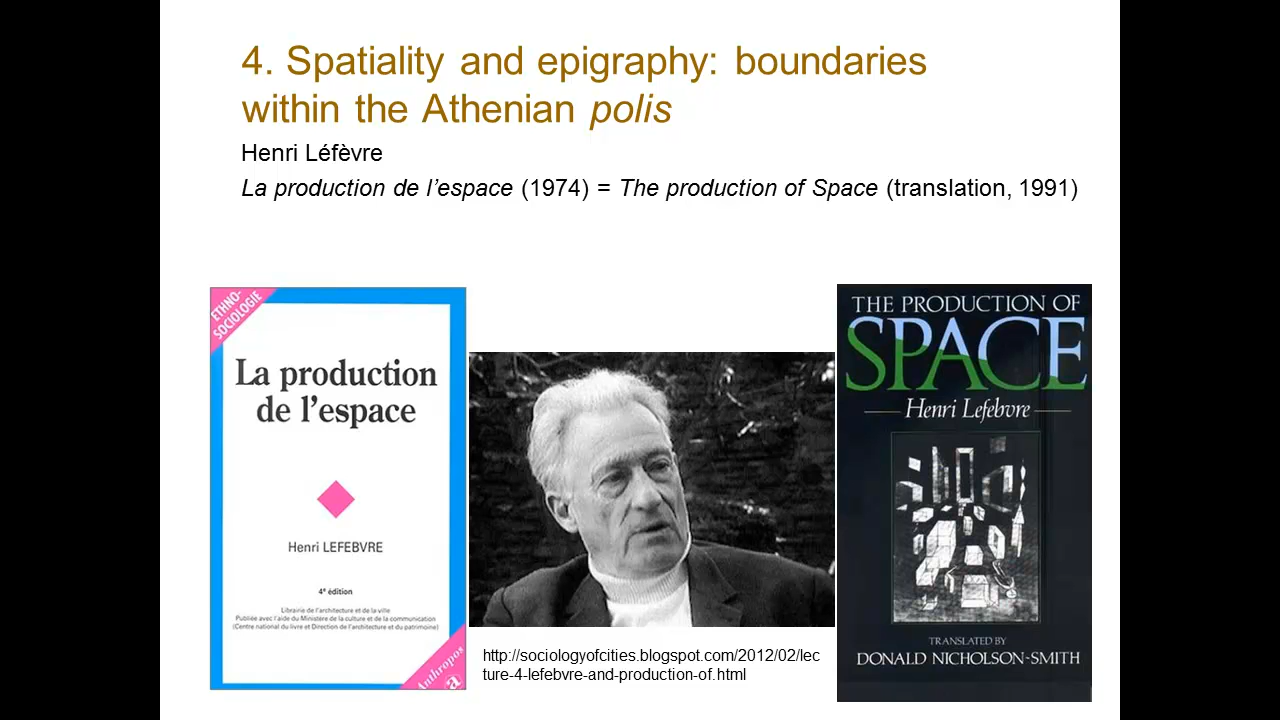 4. Spatiality and epigraphy: boundaries
within the Athenian polis
Henri Léfèvre
La production de l’espace (1974) = The production of Space (translation, 1991)
ETHNO-
SOCIOLOGIE
La production
de l’espace
Henri LEFEBVRE
4e édition
Librairie de l’architecture et de la ville
Publiée avec l’aide du Ministère de la culture et de la communication
(Centre national du livre et Direction de l’architecture et du patrimoine)
Anthropos
a
http://sociologyofcities.blogspot.com/2012/02/lec
ture-4-lefebvre-and-production-of.html
THE PRODUCTION OF
SPACE
Henri Lefebvre
TRANSLATED BY
DONALD NICHOLSON-SMITH